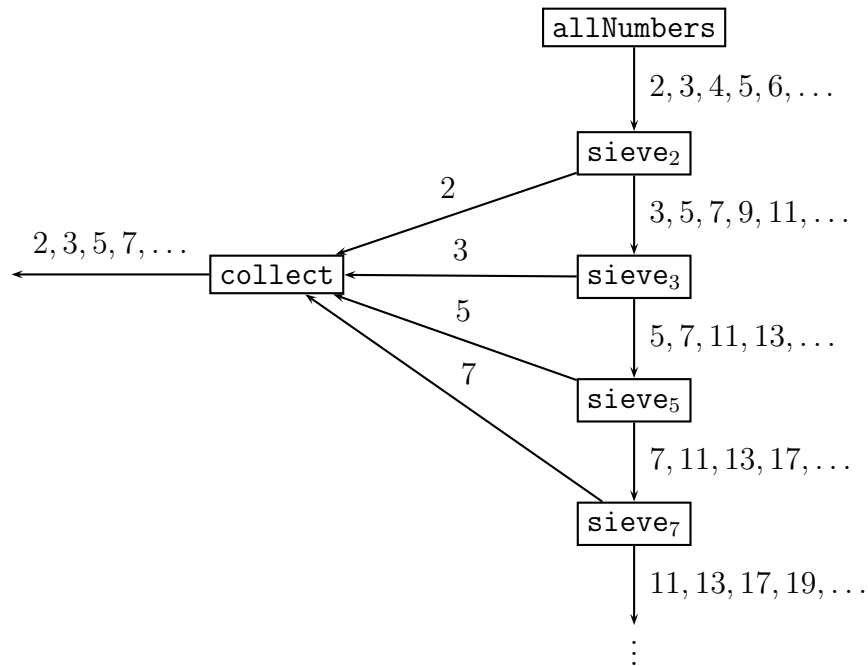 allNumbers
2, 3, 4, 5, 6, …
sieve₂
2
3, 5, 7, 9, 11, …
2, 3, 5, 7, …
collect
3
sieve₃
5
5, 7, 11, 13, …
7
sieve₅
7, 11, 13, 17, …
sieve₇
11, 13, 17, 19, …
⋮